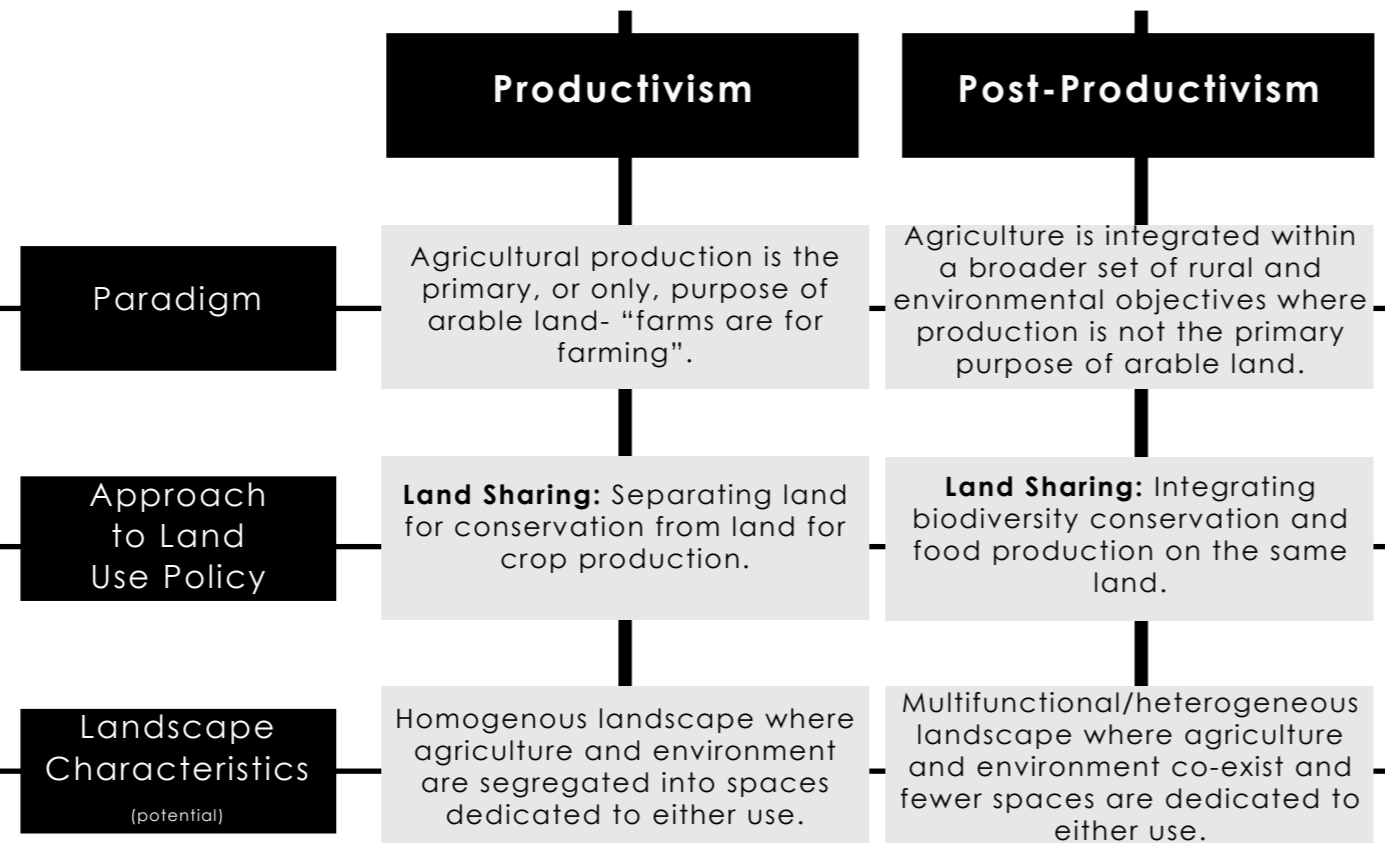 Productivism
Post-Productivism
Paradigm
Agricultural production is the
primary, or only, purpose of
arable land- “farms are for
farming”.
Agriculture is integrated within
a broader set of rural and
environmental objectives where
production is not the primary
purpose of arable land.
Approach
to Land
Use Policy
Land Sharing: Separating land
for conservation from land for
crop production.
Land Sharing: Integrating
biodiversity conservation and
food production on the same
land.
Landscape
Characteristics
(potential)
Homogenous landscape where
agriculture and environment
are segregated into spaces
dedicated to either use.
Multifunctional/heterogeneous
landscape where agriculture
and environment co-exist and
fewer spaces are dedicated to
either use.